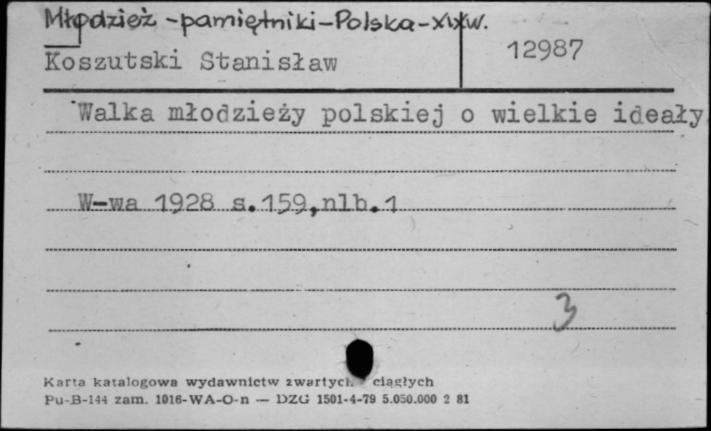 Młodzież - pamiętniki - Polska - XIX w.
Koszutski Stanisław
12987
Walka młodzieży polskiej o wielkie ideały
W-wa 1928 s.159,nlb.1
3
Karta katalogowa wydawnictw zwartych ciągłych
Pu-B-144 zam. 1016-WA-O-n — DZG 1501-4-79 5.050.000 2 81